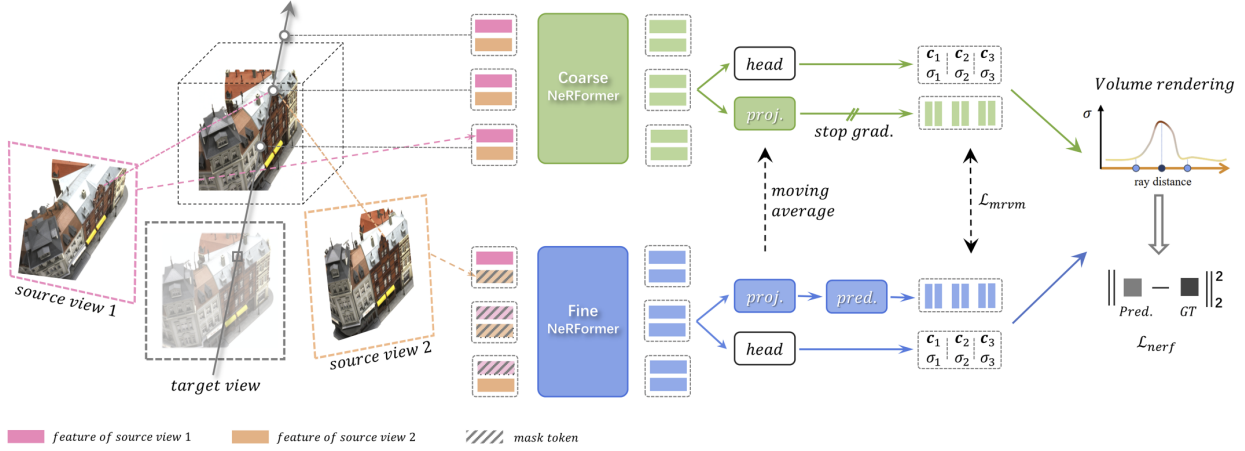 source view 1
target view
source view 2
Coarse
NeRFormer
head
proj.
stop grad.
c₁ c₂ c₃
σ₁ σ₂ σ₃
moving
average
ℒₘᵣᵥₘ
Fine
NeRFormer
proj. pred.
head
c₁ c₂ c₃
σ₁ σ₂ σ₃
Volume rendering
σ
ray distance
‖ — ‖²₂
Pred. GT
ℒnerf
feature of source view 1 feature of source view 2 mask token